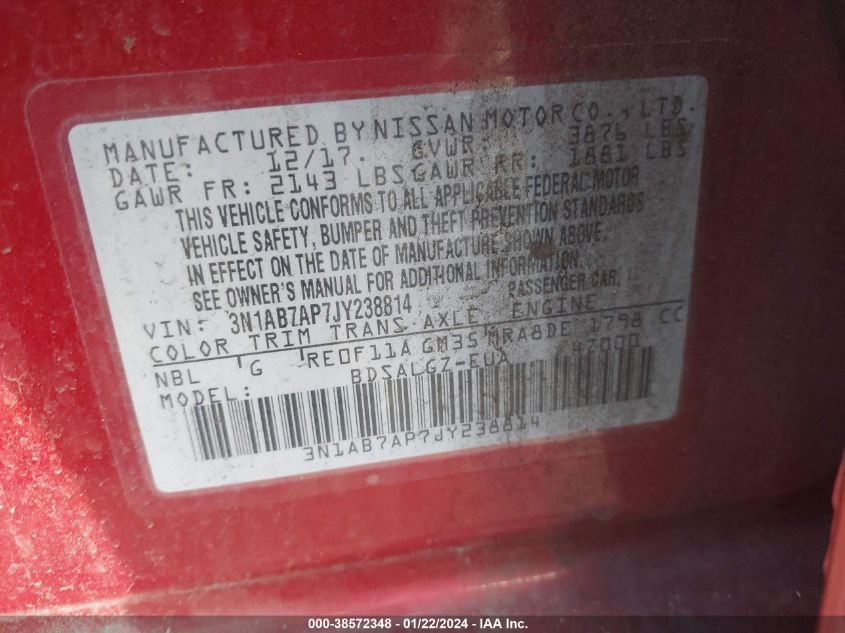 MANUFACTURED BY NISSAN MOTOR CO., LTD.
DATE: 12/17. GVWR: 3876 LBS
GAWR FR: 2143 LBS GAWR RR: 1881 LBS
THIS VEHICLE CONFORMS TO ALL APPLICABLE FEDERAL MOTOR
VEHICLE SAFETY, BUMPER AND THEFT PREVENTION STANDARDS
IN EFFECT ON THE DATE OF MANUFACTURE SHOWN ABOVE.
SEE OWNER'S MANUAL FOR ADDITIONAL INFORMATION.
VIN: 3N1AB7AP7JY238814 PASSENGER CAR
COLOR TRIM TRANS AXLE ENGINE
NBL G RE0F11A GM35 MRA8DE 1798 CC
MODEL: BDSALGZ-EUA 42000
3N1AB7AP7JY238814
000-38572348 - 01/22/2024 - IAA Inc.